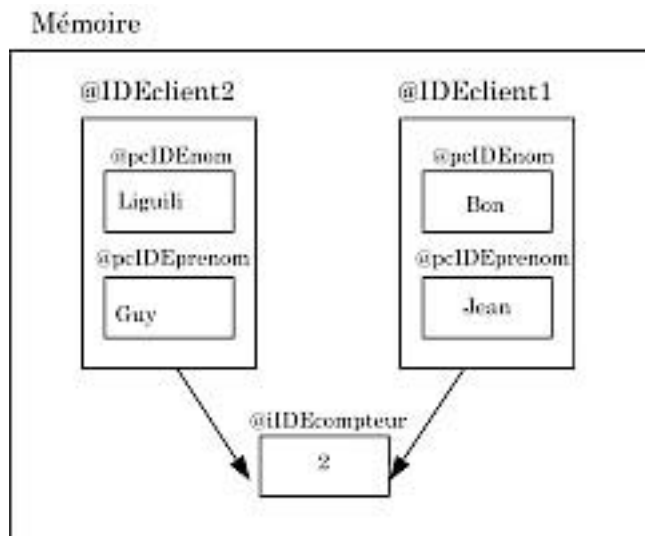 Mémoire
@IDEclient2
@IDEclient1
@pcIDEnom
@pcIDEnom
Liguili
Bon
@pcIDEprenom
@pcIDEprenom
Guy
Jean
@iIDEcompteur
2